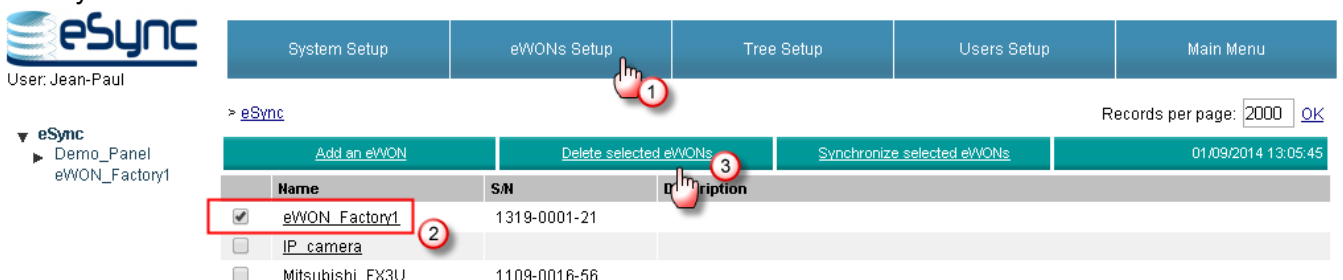 eSync
System Setup eWONs Setup Tree Setup Users Setup Main Menu
User: Jean-Paul
1
> eSync Records per page: 2000 OK
eSync
Demo_Panel
eWON_Factory1
Add an eWON Delete selected eWONs Synchronize selected eWONs 01/09/2014 13:05:45
3
Name S/N
eWON_Factory1 1319-0001-21
2
IP_camera
Mitsubishi_FX3U 1109-0016-56